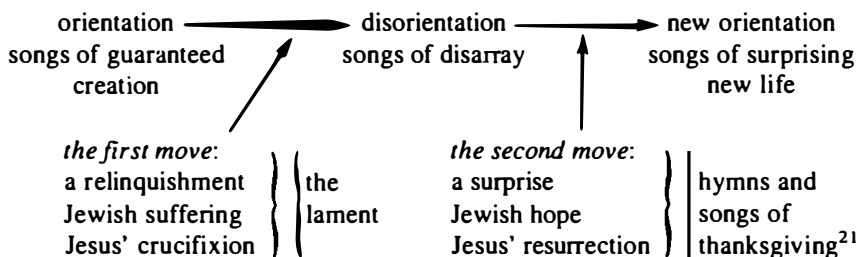 orientation disorientation new orientation
songs of guaranteed songs of disarray songs of surprising
creation new life
the first move: the second move:
a relinquishment the a surprise hymns and
Jewish suffering lament Jewish hope songs of
Jesus' crucifixion Jesus' resurrection thanksgiving21